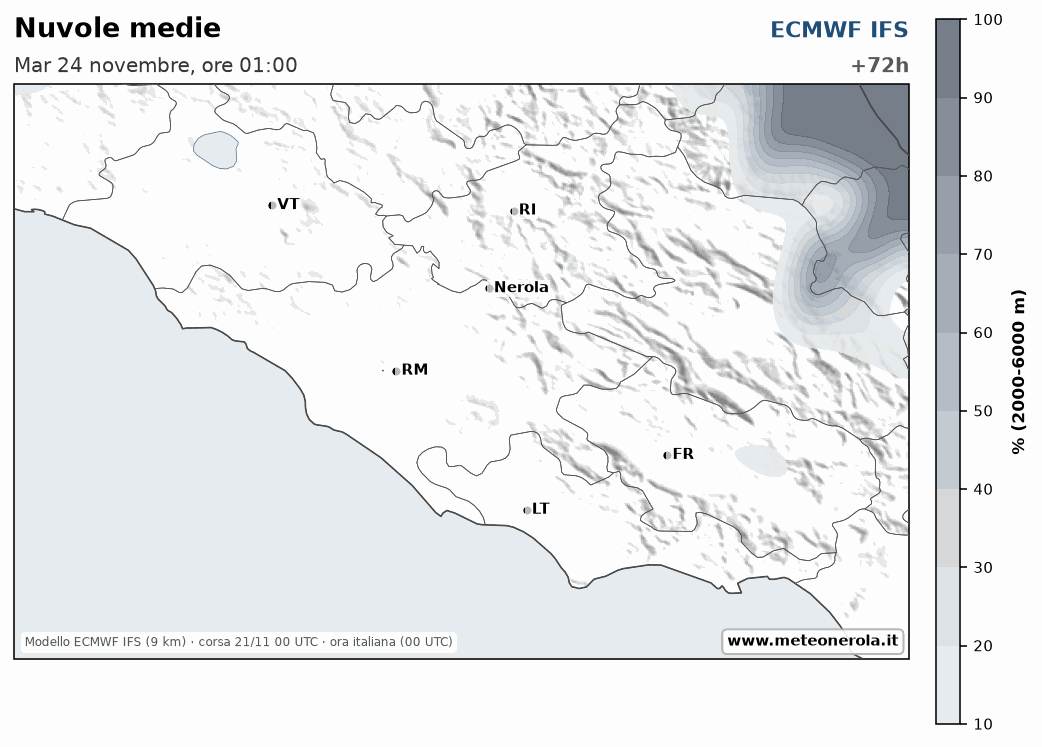 Nuvole medie
ECMWF IFS
Mar 24 novembre, ore 01:00
+72h
VT
RI
Nerola
RM
FR
LT
Modello ECMWF IFS (9 km) · corsa 21/11 00 UTC · ora italiana (00 UTC)
www.meteonerola.it
100
90
80
70
60
50
40
30
20
10
% (2000-6000 m)